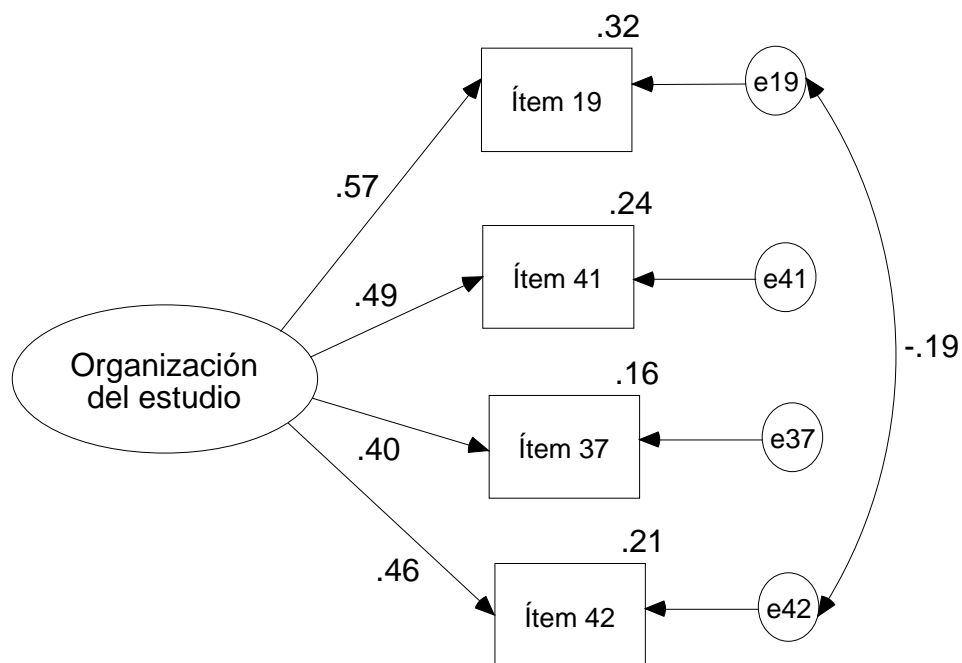 .32
Ítem 19
e19
.57
.24
Ítem 41
e41
.49
-.19
Organización
del estudio
.16
Ítem 37
e37
.40
.21
Ítem 42
e42
.46